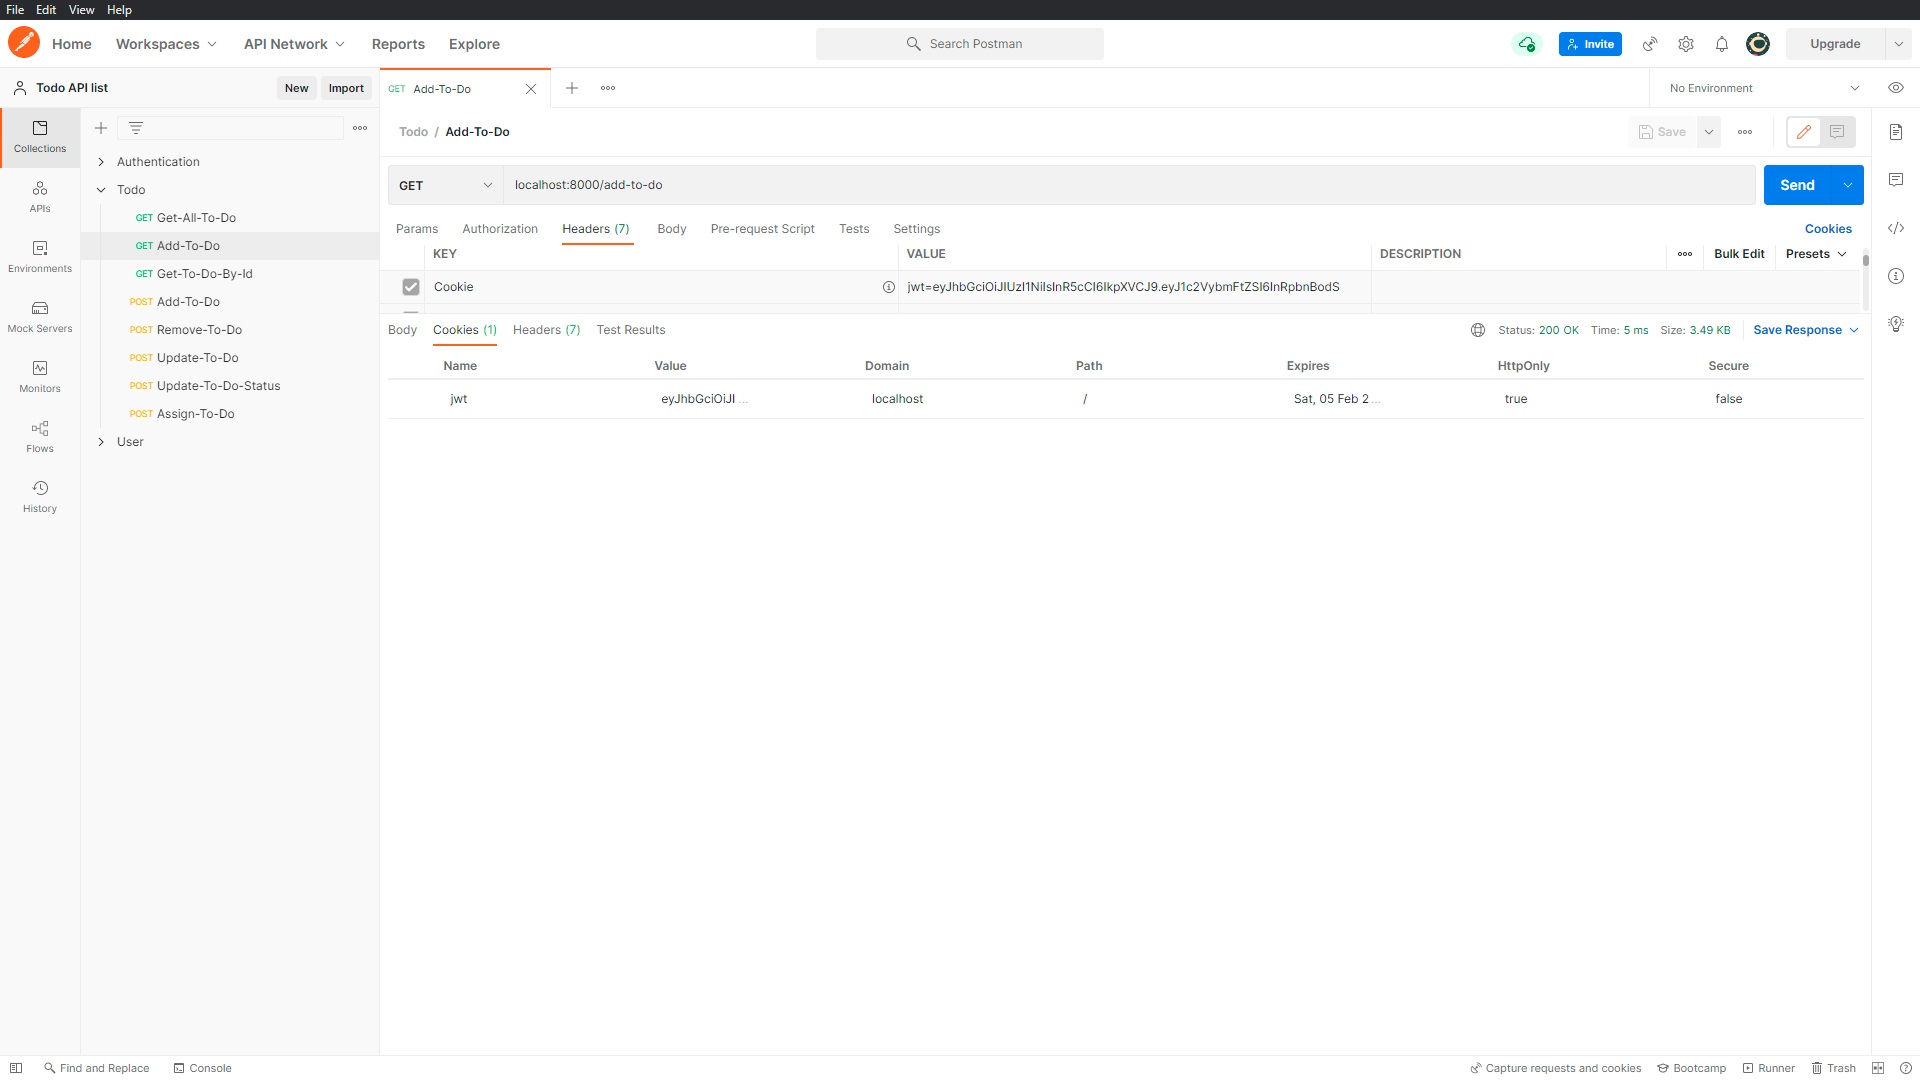 File Edit View Help
Home Workspaces API Network Reports Explore Search Postman Invite Upgrade
Todo API list New Import GET Add-To-Do No Environment
Todo / Add-To-Do Save
Collections
Authentication
Todo
GET Get-All-To-Do
GET Add-To-Do
GET Get-To-Do-By-Id
POST Add-To-Do
POST Remove-To-Do
POST Update-To-Do
POST Update-To-Do-Status
POST Assign-To-Do
User
APIs
Environments
Mock Servers
Monitors
Flows
History
GET localhost:8000/add-to-do Send
Params Authorization Headers (7) Body Pre-request Script Tests Settings Cookies
KEY VALUE DESCRIPTION Bulk Edit Presets
Cookie jwt=eyJhbGciOiJIUzI1NiIsInR5cCI6IkpXVCJ9.eyJ1c2VybmFtZSI6InRpbnBodS
Body Cookies (1) Headers (7) Test Results Status: 200 OK Time: 5 ms Size: 3.49 KB Save Response
Name Value Domain Path Expires HttpOnly Secure
jwt eyJhbGciOiJI ... localhost / Sat, 05 Feb 2 ... true false
Find and Replace Console Capture requests and cookies Bootcamp Runner Trash